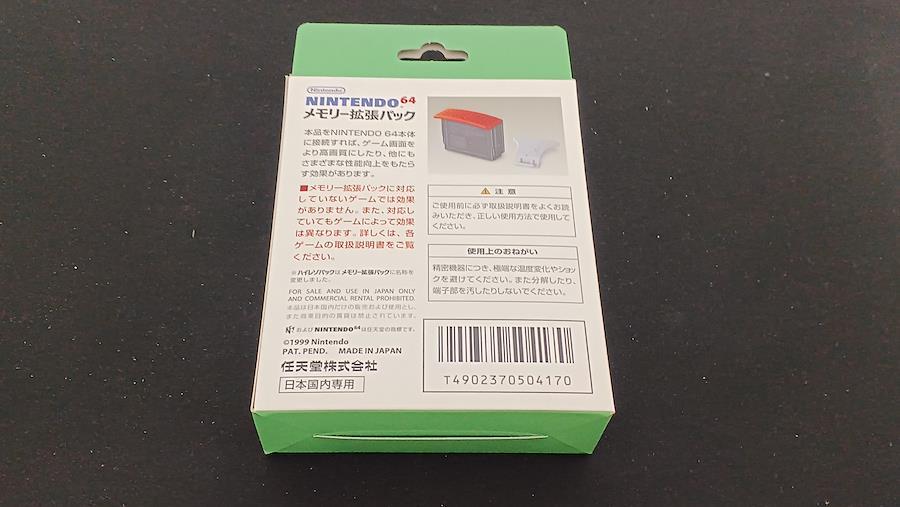 Nintendo
NINTENDO64
メモリー拡張パック
本品をNINTENDO 64本体
に接続すれば、ゲーム画面を
より高画質にしたり、他にも
さまざまな性能向上をもたら
す効果があります。
■メモリー拡張パックに対応
していないゲームでは効果
がありません。また、対応し
ていてもゲームによって効果
は異なります。詳しくは、各
ゲームの取扱説明書をご覧
ください。
※ハイレゾパックはメモリー拡張パックに名称を
変更しました。
FOR SALE AND USE IN JAPAN ONLY
AND COMMERCIAL RENTAL PROHIBITED.
本品は日本国内だけの販売および使用とし、
また商業目的の賃貸は禁止されています。
および NINTENDO64は任天堂の商標です。
©1999 Nintendo
PAT. PEND. MADE IN JAPAN
任天堂株式会社
日本国内専用
注意
ご使用前に必ず取扱説明書をよくお読
みいただき、正しい使用方法で使用して
ください。
使用上のおねがい
精密機器につき、極端な温度変化やショッ
クを避けてください。また分解したり、
端子部を汚したりしないでください。
T4902370504170